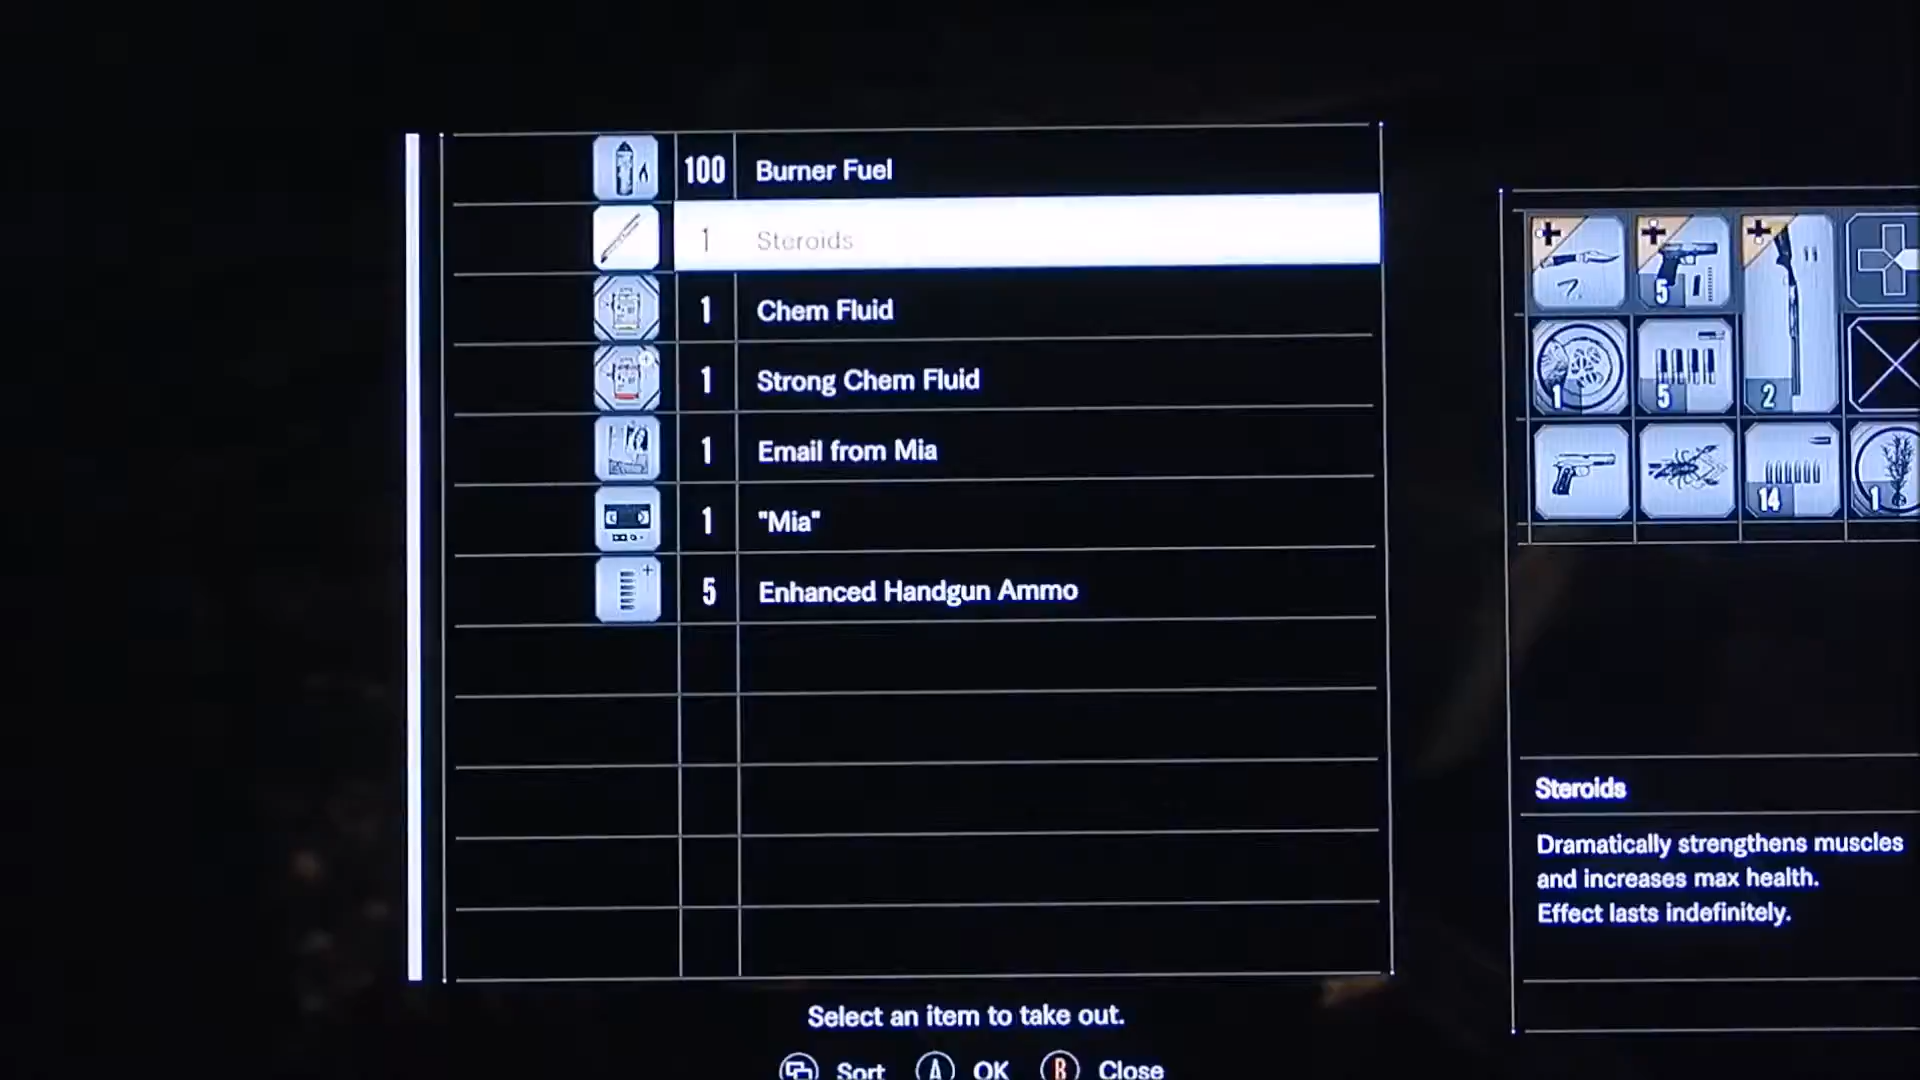 100 Burner Fuel
1 Steroids
1 Chem Fluid
1 Strong Chem Fluid
1 Email from Mia
1 "Mia"
5 Enhanced Handgun Ammo
5
1
5
2
14
1
Steroids
Dramatically strengthens muscles
and increases max health.
Effect lasts indefinitely.
Select an item to take out.
Sort A OK B Close